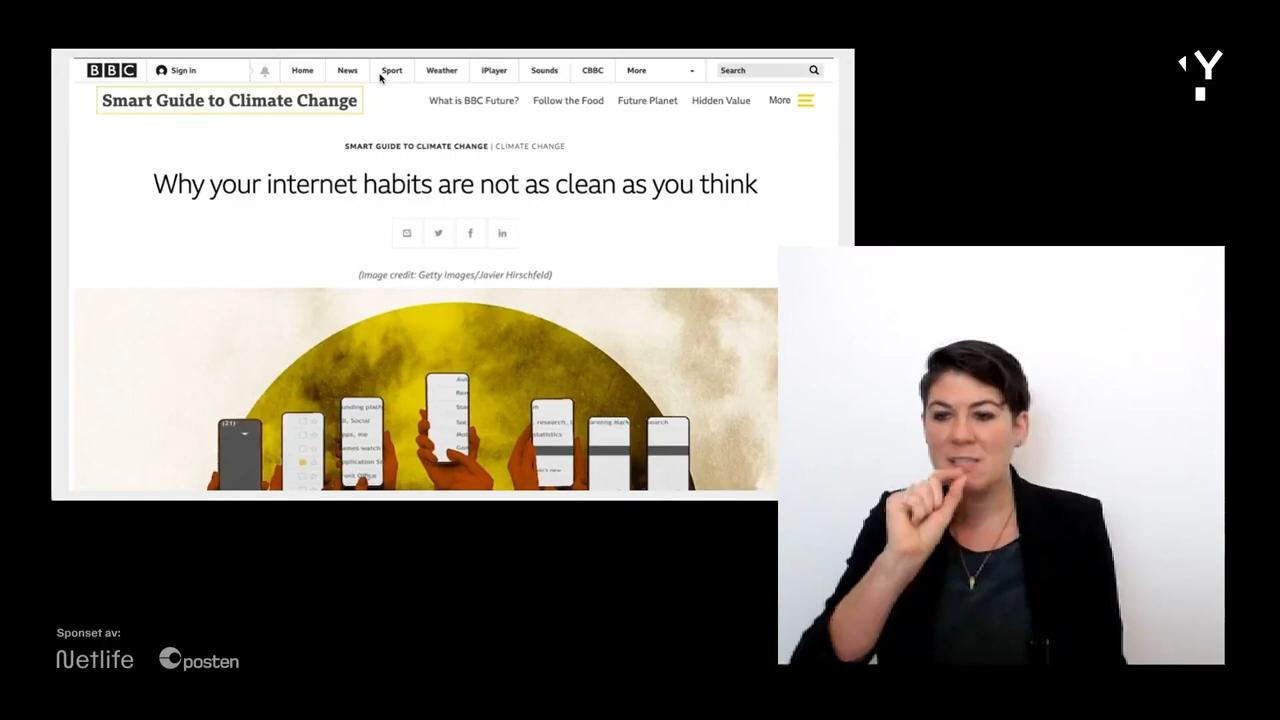 BBC
Sign in
Home
News
Sport
Weather
iPlayer
Sounds
CBBC
More
Search
Smart Guide to Climate Change
What is BBC Future?
Follow the Food
Future Planet
Hidden Value
More
SMART GUIDE TO CLIMATE CHANGE | CLIMATE CHANGE
Why your internet habits are not as clean as you think
(Image credit: Getty Images/Javier Hirschfeld)
(21)
Social
statistics
Sponset av:
Netlife
posten